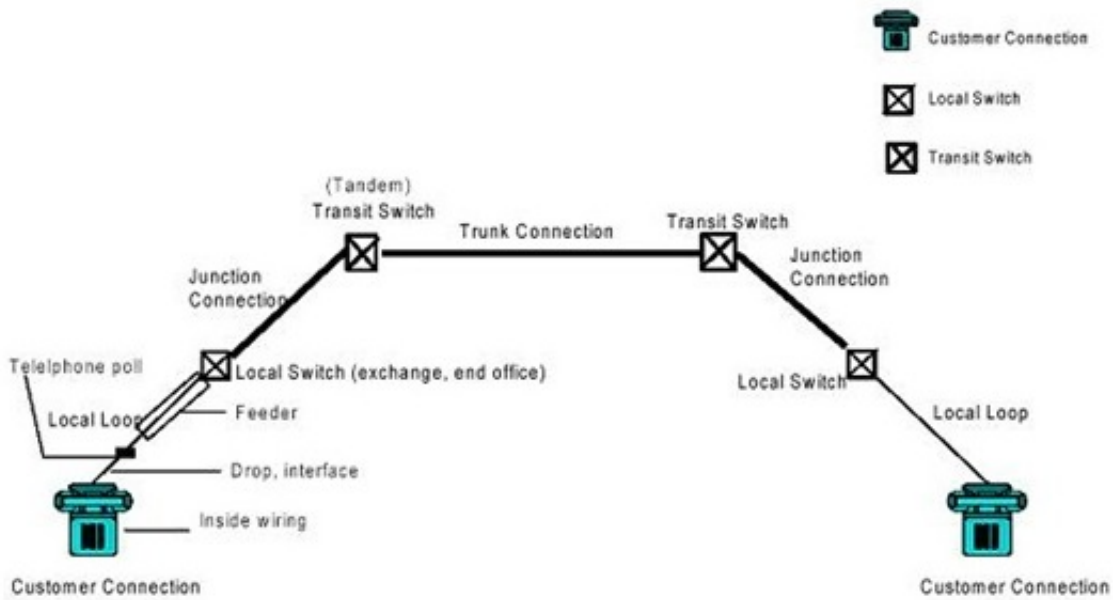 Customer Connection
Local Switch
Transit Switch
(Tandem)
Transit Switch
Trunk Connection
Transit Switch
Junction
Connection
Junction
Connection
Telelphone poll
Local Switch (exchange, end office)
Local Switch
Local Loop
Feeder
Local Loop
Drop, interface
Inside wiring
Customer Connection
Customer Connection